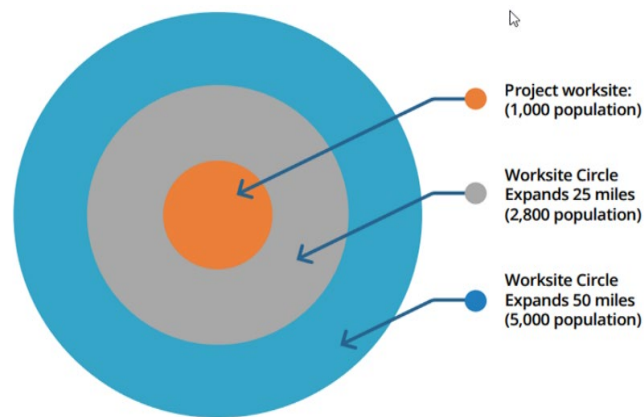 Project worksite:
(1,000 population)
Worksite Circle
Expands 25 miles
(2,800 population)
Worksite Circle
Expands 50 miles
(5,000 population)